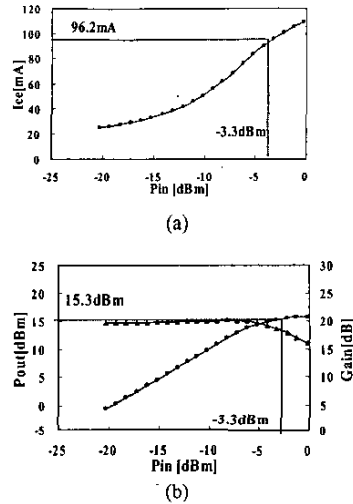 120
100
80
60
40
20
0
Ice[mA]
96.2mA
-3.3dBm
-25 -20 -15 -10 -5 0
Pin [dBm]
(a)
25
20
15
10
5
0
-5
Pout[dBm]
15.3dBm
-3.3dBm
30
25
20
15
10
5
0
Gain[dB]
-25 -20 -15 -10 -5 0
Pin [dBm]
(b)